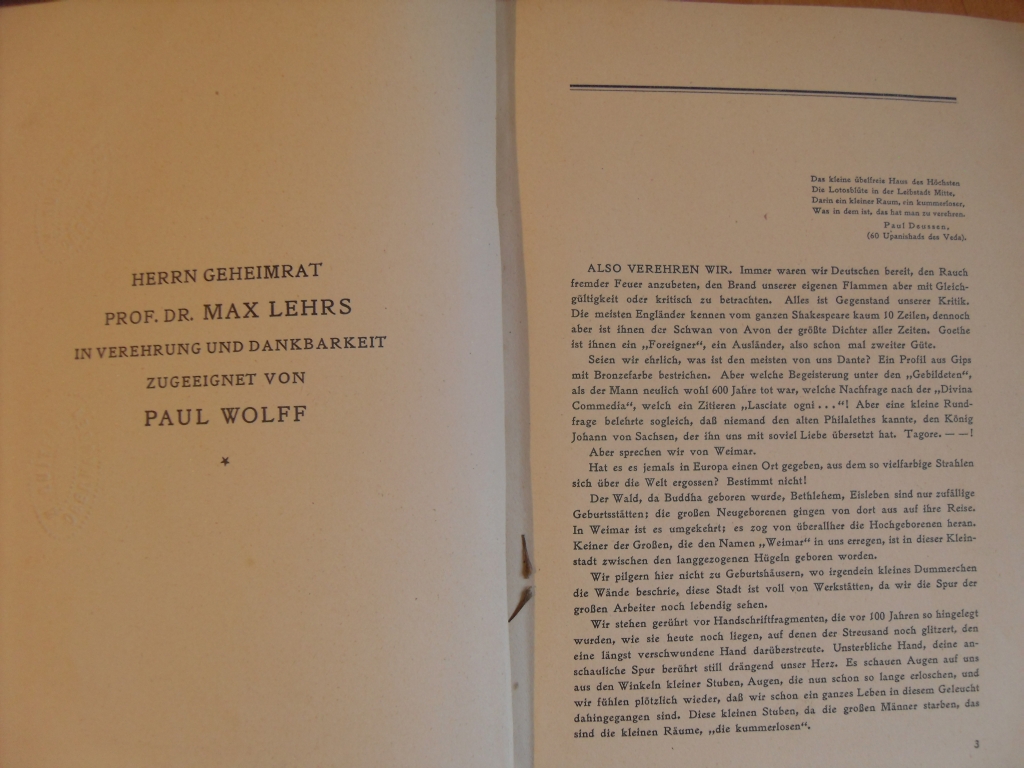 HERRN GEHEIMRAT
PROF. DR. MAX LEHRS
IN VEREHRUNG UND DANKBARKEIT
ZUGEEIGNET VON
PAUL WOLFF
*
Das kleine übelfreie Haus des Höchsten
Die Lotosblüte in der Leibstadt Mitte,
Darin ein kleiner Raum, ein kummerloser,
Was in dem ist, das hat man zu verehren.
Paul Deussen,
(60 Upanishads des Veda).
ALSO VEREHREN WIR. Immer waren wir Deutschen bereit, den Rauch
fremder Feuer anzubeten, den Brand unserer eigenen Flammen aber mit Gleich-
gültigkeit oder kritisch zu betrachten. Alles ist Gegenstand unserer Kritik.
Die meisten Engländer kennen vom ganzen Shakespeare kaum 10 Zeilen, dennoch
aber ist ihnen der Schwan von Avon der größte Dichter aller Zeiten. Goethe
ist ihnen ein „Foreigner“, ein Ausländer, also schon mal zweiter Güte.
Seien wir ehrlich, was ist den meisten von uns Dante? Ein Profil aus Gips
mit Bronzefarbe bestrichen. Aber welche Begeisterung unter den „Gebildeten“,
als der Mann neulich wohl 600 Jahre tot war, welche Nachfrage nach der „Divina
Commedia“, welch ein Zitieren „Lasciate ogni . . .“! Aber eine kleine Rund-
frage belehrte sogleich, daß niemand den alten Philalethes kannte, den König
Johann von Sachsen, der ihn uns mit soviel Liebe übersetzt hat. Tagore. — —!
Aber sprechen wir von Weimar.
Hat es es jemals in Europa einen Ort gegeben, aus dem so vielfarbige Strahlen
sich über die Welt ergossen? Bestimmt nicht!
Der Wald, da Buddha geboren wurde, Bethlehem, Eisleben sind nur zufällige
Geburtsstätten; die großen Neugeborenen gingen von dort aus auf ihre Reise.
In Weimar ist es umgekehrt; es zog von überallher die Hochgeborenen heran.
Keiner der Großen, die den Namen „Weimar“ in uns erregen, ist in dieser Klein-
stadt zwischen den langgezogenen Hügeln geboren worden.
Wir pilgern hier nicht zu Geburtshäusern, wo irgendein kleines Dummerchen
die Wände beschrie, diese Stadt ist voll von Werkstätten, da wir die Spur der
großen Arbeiter noch lebendig sehen.
Wir stehen gerührt vor Handschriftfragmenten, die vor 100 Jahren so hingelegt
wurden, wie sie heute noch liegen, auf denen der Streusand noch glitzert, den
eine längst verschwundene Hand darüberstreute. Unsterbliche Hand, deine an-
schauliche Spur berührt still drängend unser Herz. Es schauen Augen auf uns
aus den Winkeln kleiner Stuben, Augen, die nun schon so lange erloschen, und
wir fühlen plötzlich wieder, daß wir schon ein ganzes Leben in diesem Geleucht
dahingegangen sind. Diese kleinen Stuben, da die großen Männer starben, das
sind die kleinen Räume, „die kummerlosen“.
3